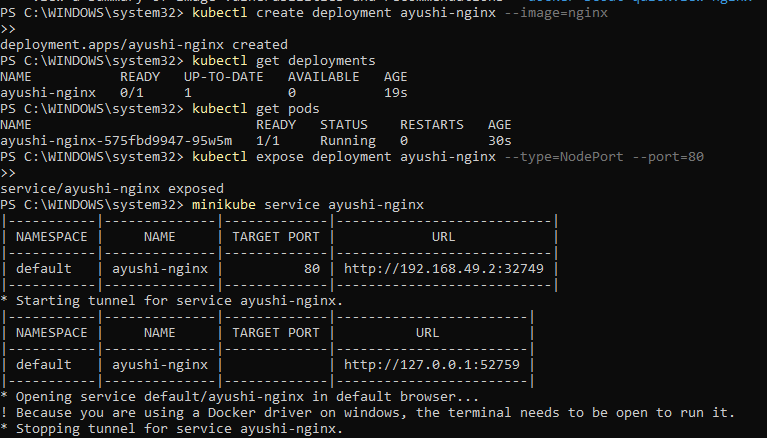 PS C:\WINDOWS\system32> kubectl create deployment ayushi-nginx --image=nginx
>>
deployment.apps/ayushi-nginx created
PS C:\WINDOWS\system32> kubectl get deployments
NAME           READY   UP-TO-DATE   AVAILABLE   AGE
ayushi-nginx   0/1     1            0           19s
PS C:\WINDOWS\system32> kubectl get pods
NAME                            READY   STATUS    RESTARTS   AGE
ayushi-nginx-575fbd9947-95w5m   1/1     Running   0          30s
PS C:\WINDOWS\system32> kubectl expose deployment ayushi-nginx --type=NodePort --port=80
>>
service/ayushi-nginx exposed
PS C:\WINDOWS\system32> minikube service ayushi-nginx
|-----------|--------------|-------------|---------------------------|
| NAMESPACE |     NAME     | TARGET PORT |            URL            |
|-----------|--------------|-------------|---------------------------|
| default   | ayushi-nginx |          80 | http://192.168.49.2:32749 |
|-----------|--------------|-------------|---------------------------|
* Starting tunnel for service ayushi-nginx.
|-----------|--------------|-------------|------------------------|
| NAMESPACE |     NAME     | TARGET PORT |          URL           |
|-----------|--------------|-------------|------------------------|
| default   | ayushi-nginx |             | http://127.0.0.1:52759 |
|-----------|--------------|-------------|------------------------|
* Opening service default/ayushi-nginx in default browser...
! Because you are using a Docker driver on windows, the terminal needs to be open to run it.
* Stopping tunnel for service ayushi-nginx.